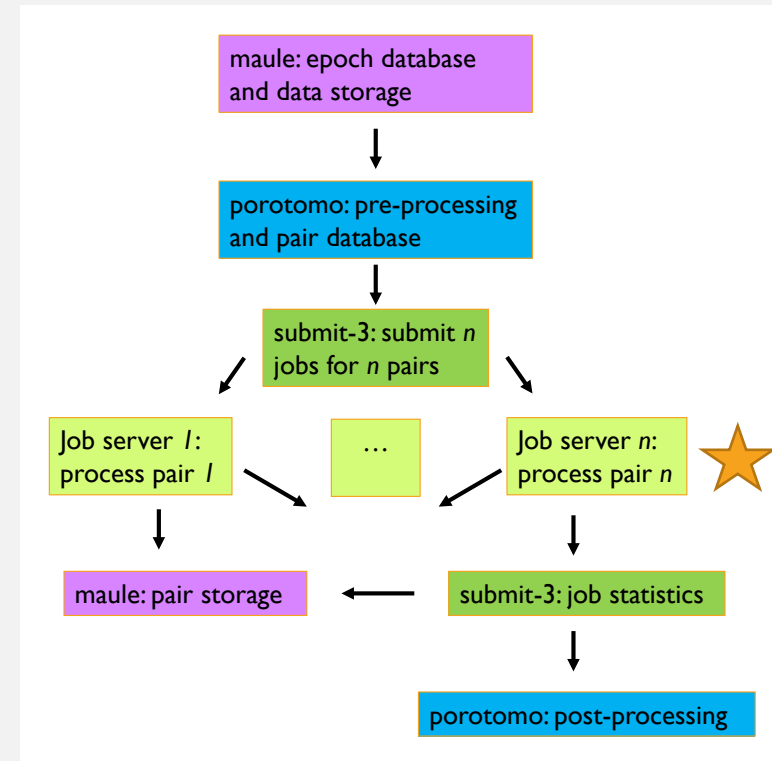 maule: epoch database
and data storage
porotomo: pre-processing
and pair database
submit-3: submit n
jobs for n pairs
Job server 1:
process pair 1
...
Job server n:
process pair n
maule: pair storage
submit-3: job statistics
porotomo: post-processing